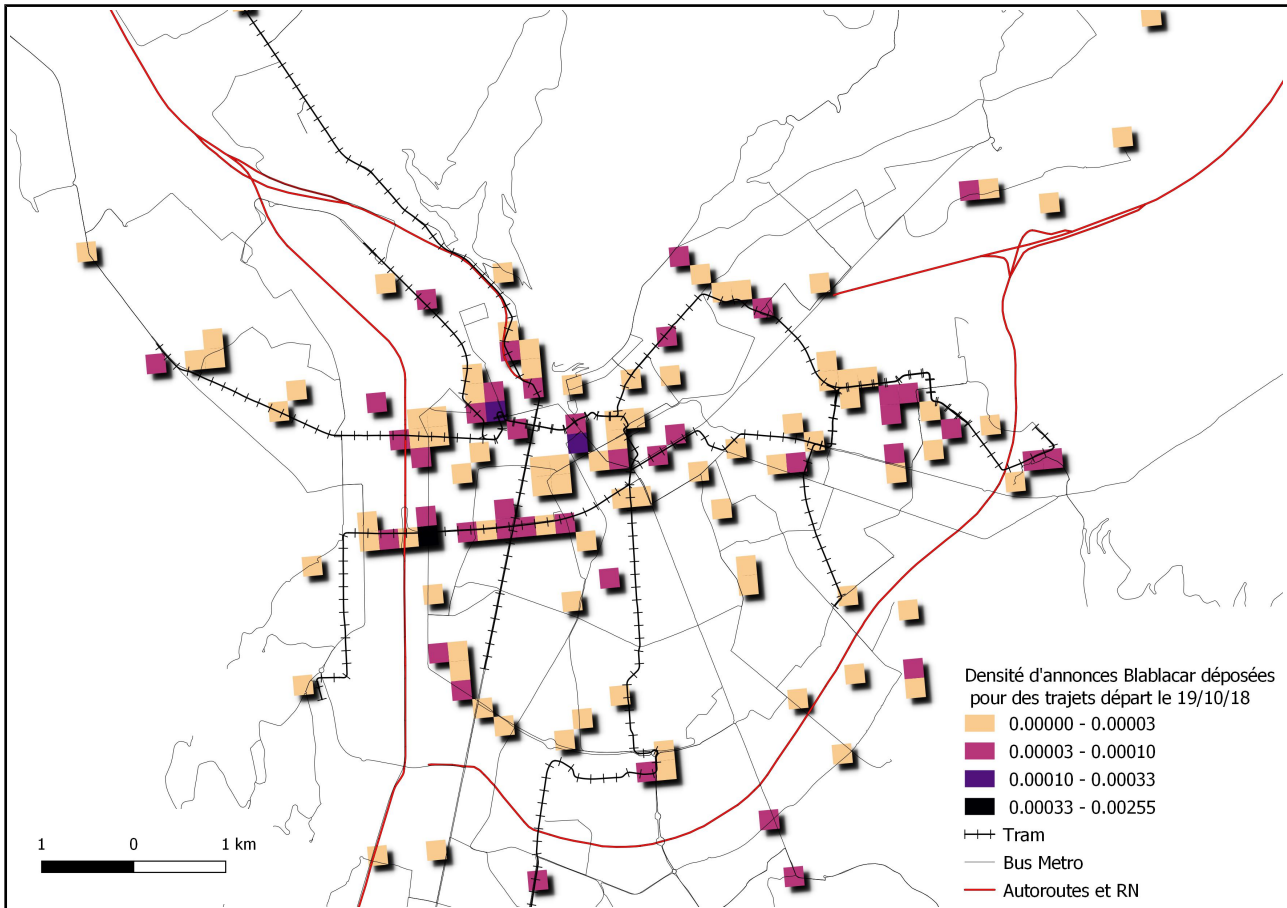 Densité d'annonces Blablacar déposées
pour des trajets départ le 19/10/18
0.00000 - 0.00003
0.00003 - 0.00010
0.00010 - 0.00033
0.00033 - 0.00255
Tram
Bus Metro
Autoroutes et RN
1 0 1 km